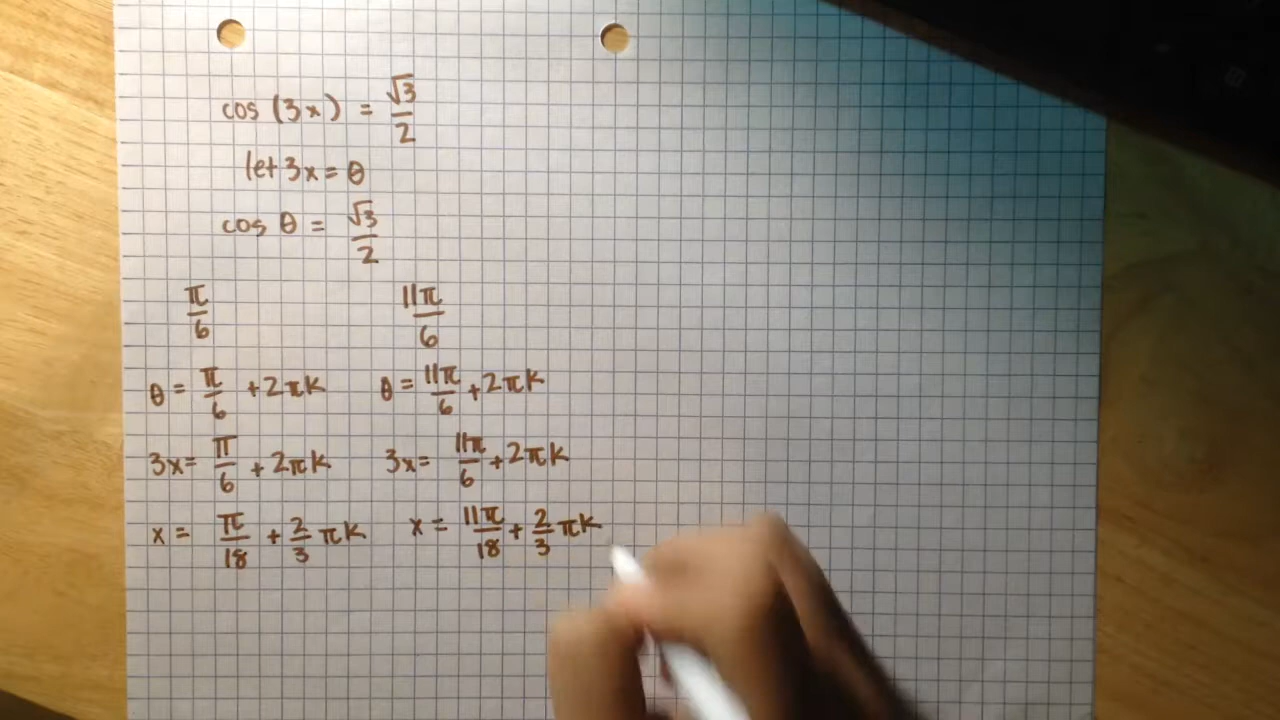 cos (3x) = √3/2
let 3x = θ
cos θ = √3/2
π/6 11π/6
θ = π/6 + 2πk θ = 11π/6 + 2πk
3x = π/6 + 2πk 3x = 11π/6 + 2πk
x = π/18 + 2/3 πk x = 11π/18 + 2/3 πk